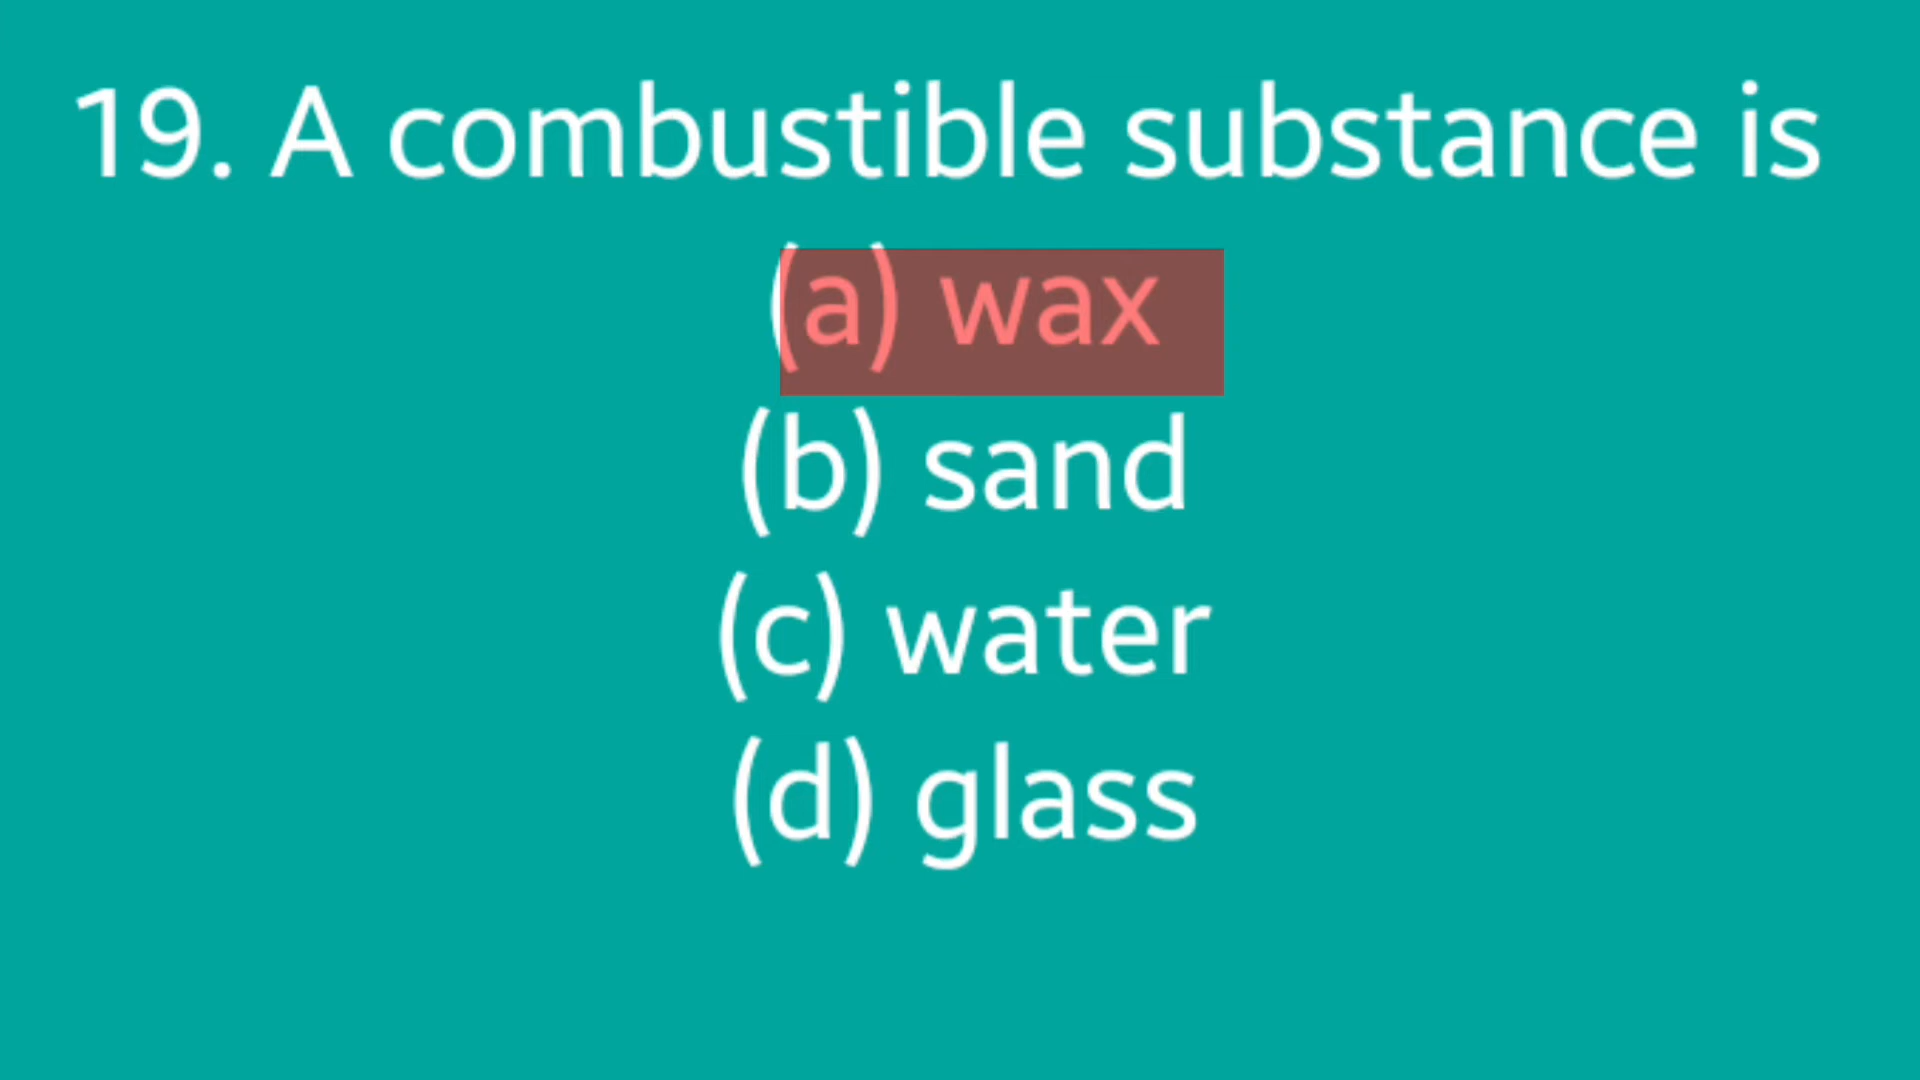 19. A combustible substance is
(a) wax
(b) sand
(c) water
(d) glass